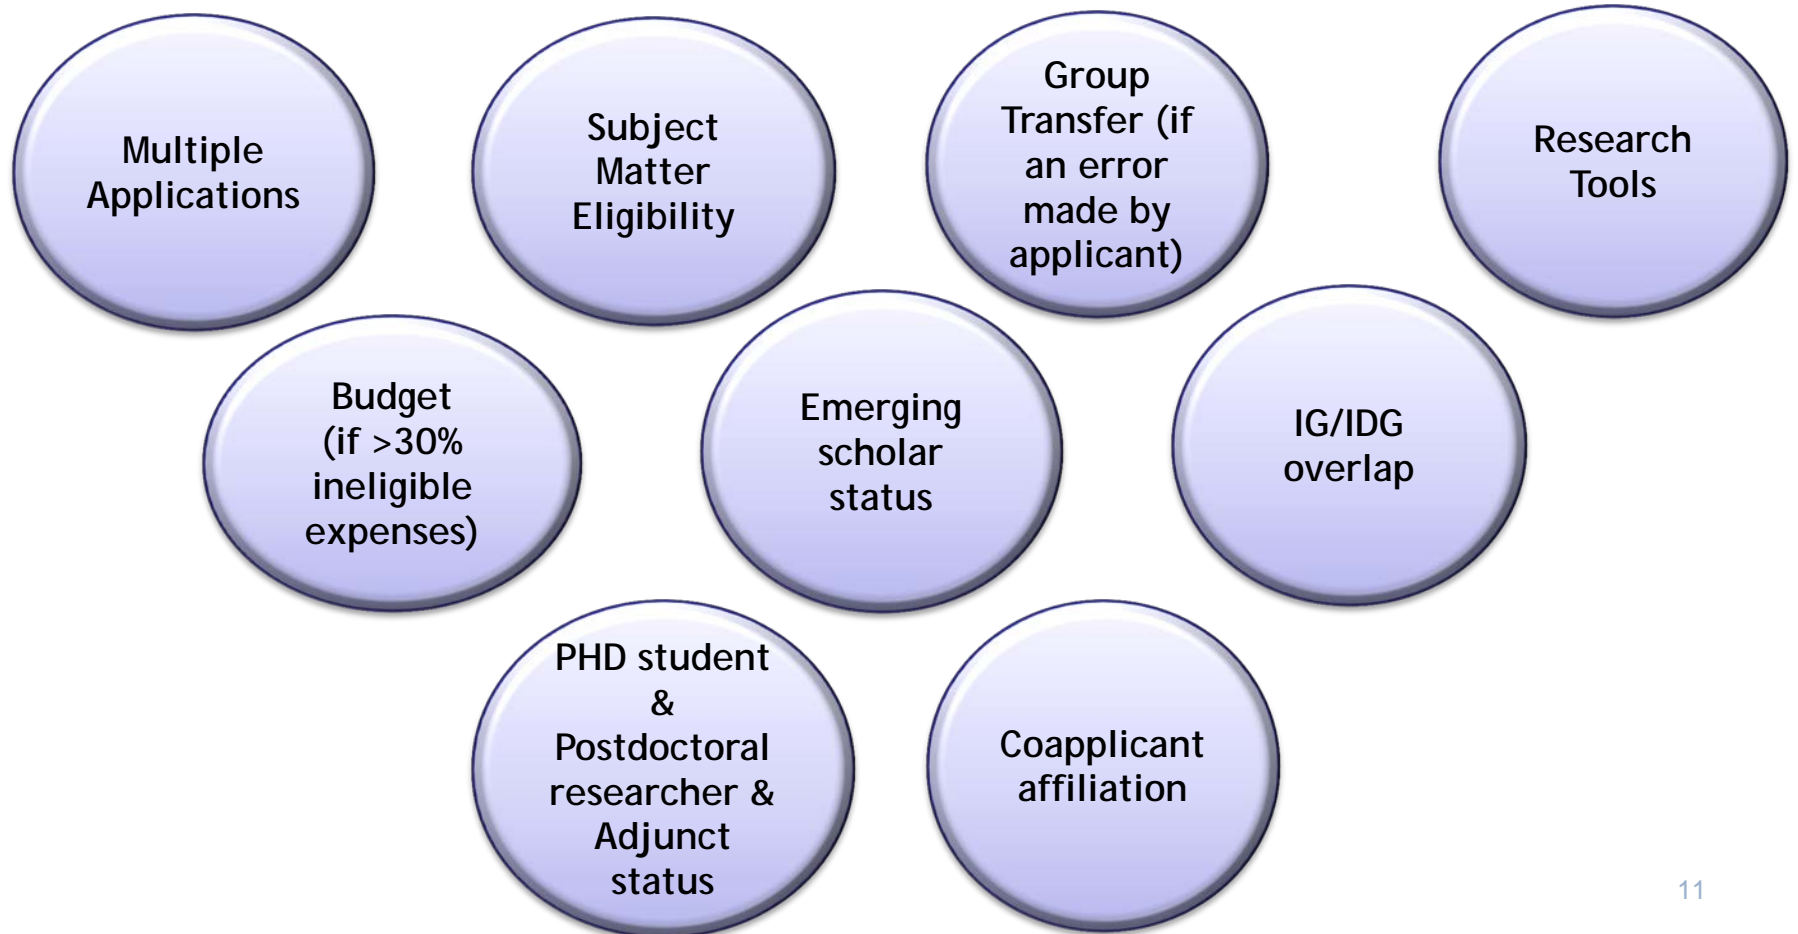 Multiple
Applications
Subject
Matter
Eligibility
Group
Transfer (if
an error
made by
applicant)
Research
Tools
Budget
(if >30%
ineligible
expenses)
Emerging
scholar
status
IG/IDG
overlap
PHD student
&
Postdoctoral
researcher &
Adjunct
status
Coapplicant
affiliation
11